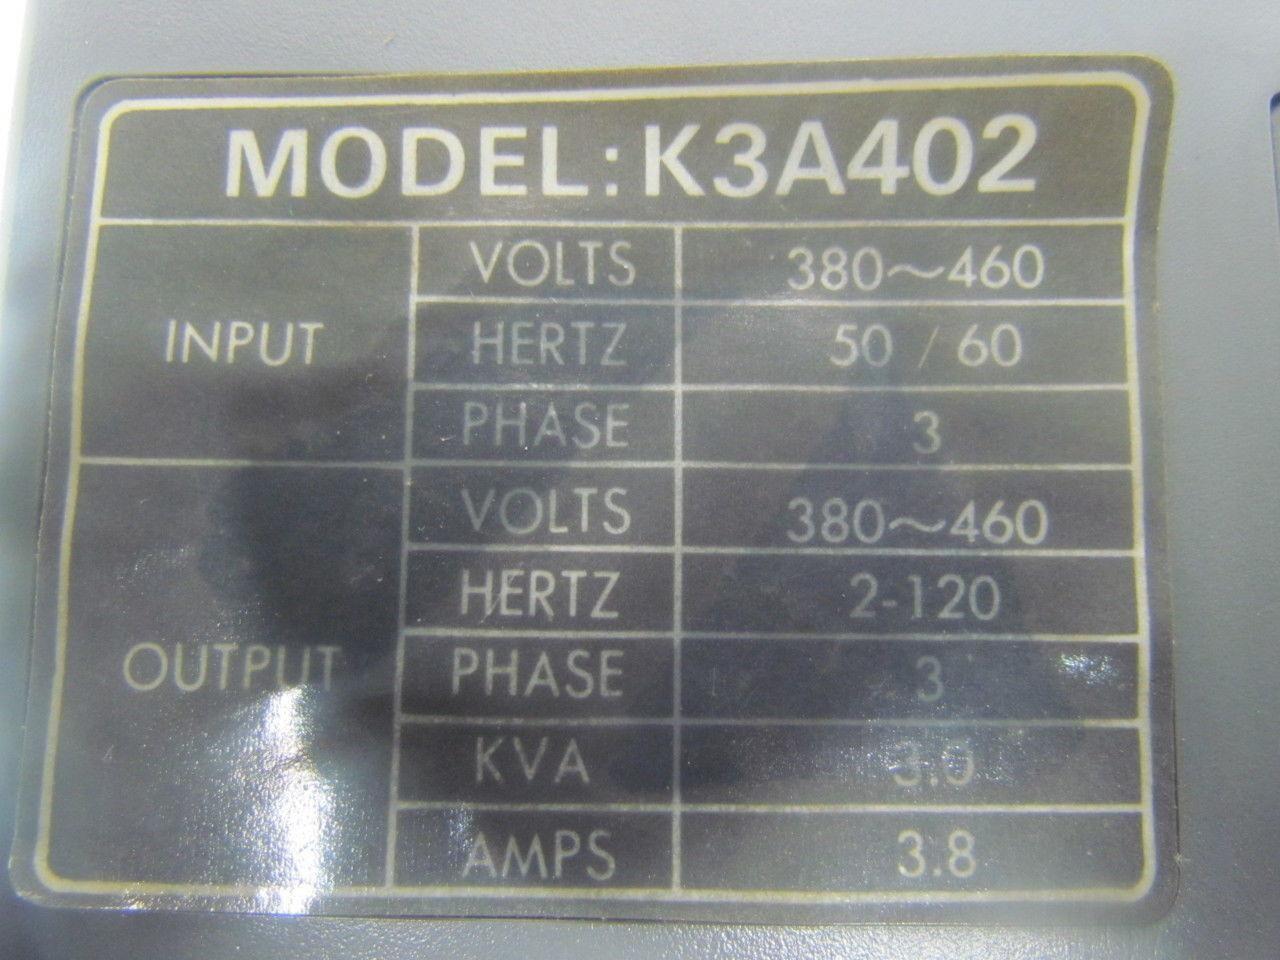 MODEL: K3A402
INPUT
VOLTS 380~460
HERTZ 50 / 60
PHASE 3
OUTPUT
VOLTS 380~460
HERTZ 2-120
PHASE 3
KVA 3.0
AMPS 3.8